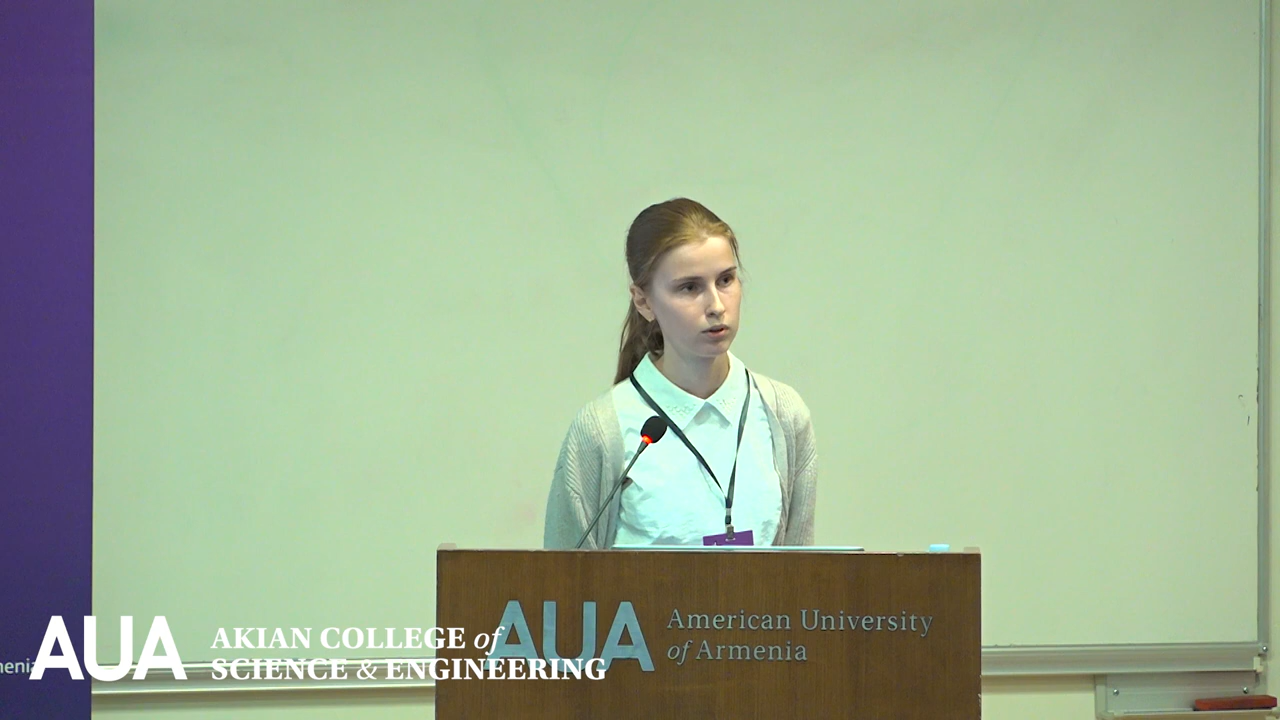 AUA
American University
of Armenia
AUA
AKIAN COLLEGE of
SCIENCE & ENGINEERING